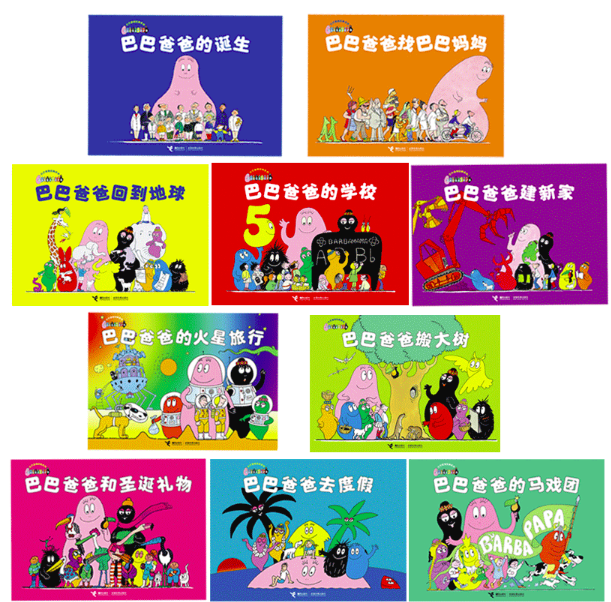 巴巴爸爸的诞生
巴巴爸爸找巴巴妈妈
巴巴爸爸回到地球
巴巴爸爸的学校
5
BARBAMAMA
A B b
巴巴爸爸建新家
巴巴爸爸的火星旅行
巴巴爸爸搬大树
巴巴爸爸和圣诞礼物
巴巴爸爸去度假
巴巴爸爸的马戏团
BARBA PAPA